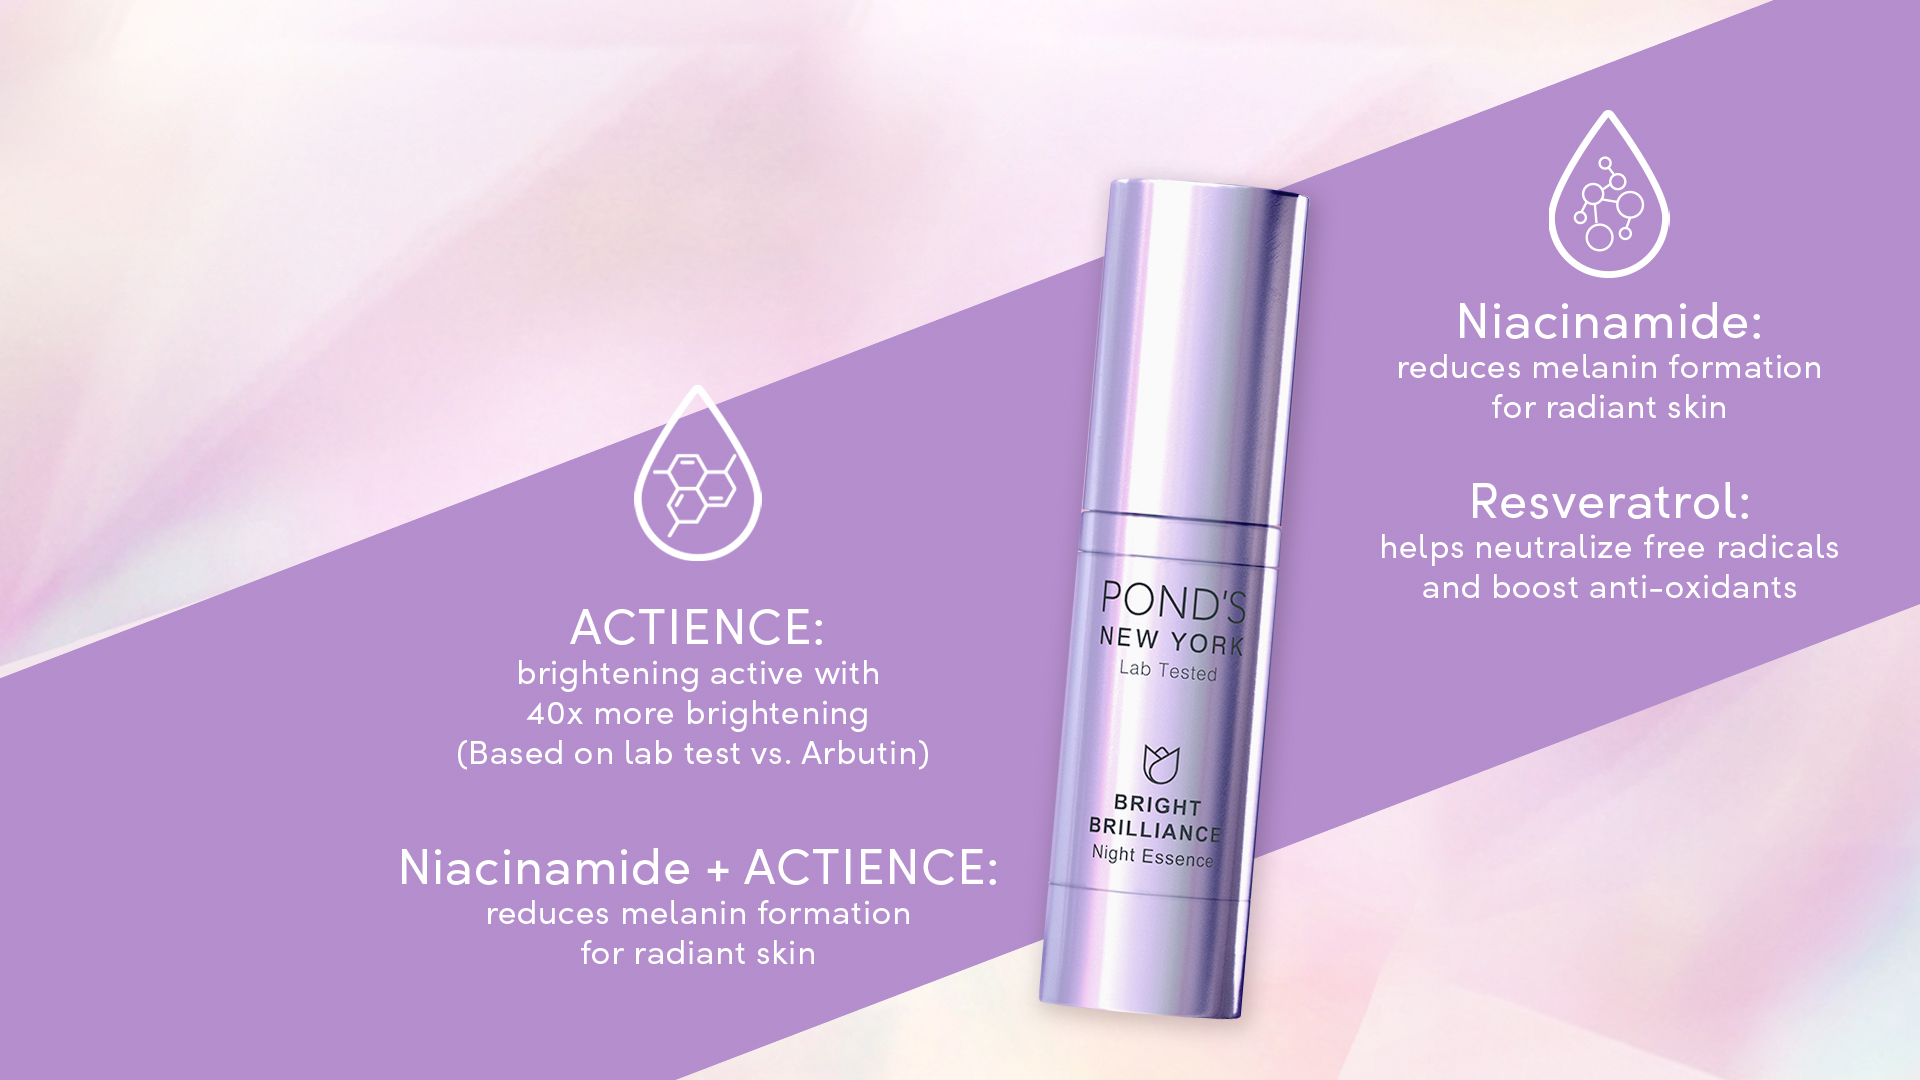 ACTIENCE:
brightening active with
40x more brightening
(Based on lab test vs. Arbutin)
Niacinamide + ACTIENCE:
reduces melanin formation
for radiant skin
POND'S
NEW YORK
Lab Tested
BRIGHT
BRILLIANCE
Night Essence
Niacinamide:
reduces melanin formation
for radiant skin
Resveratrol:
helps neutralize free radicals
and boost anti-oxidants